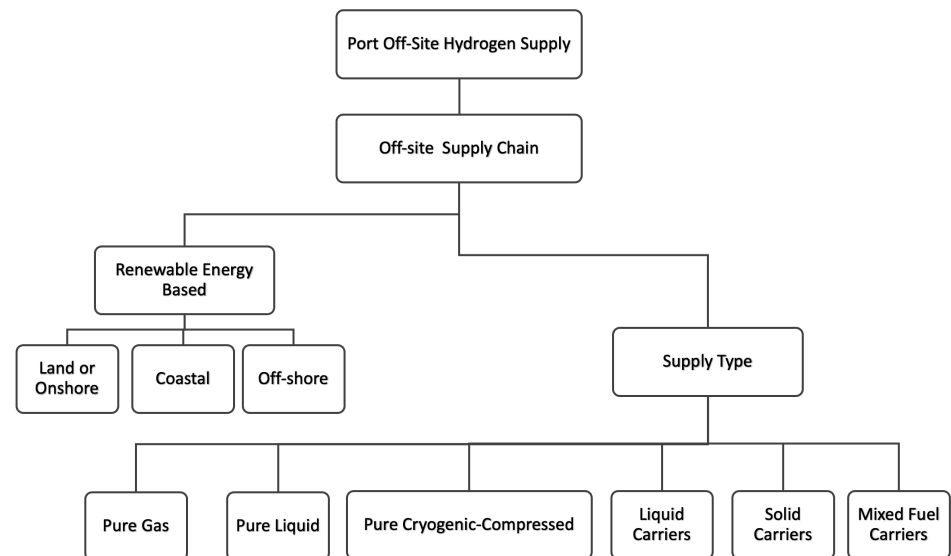 Port Off-Site Hydrogen Supply
Off-site Supply Chain
Renewable Energy
Based
Land or
Onshore
Coastal
Off-shore
Supply Type
Pure Gas
Pure Liquid
Pure Cryogenic-Compressed
Liquid
Carriers
Solid
Carriers
Mixed Fuel
Carriers